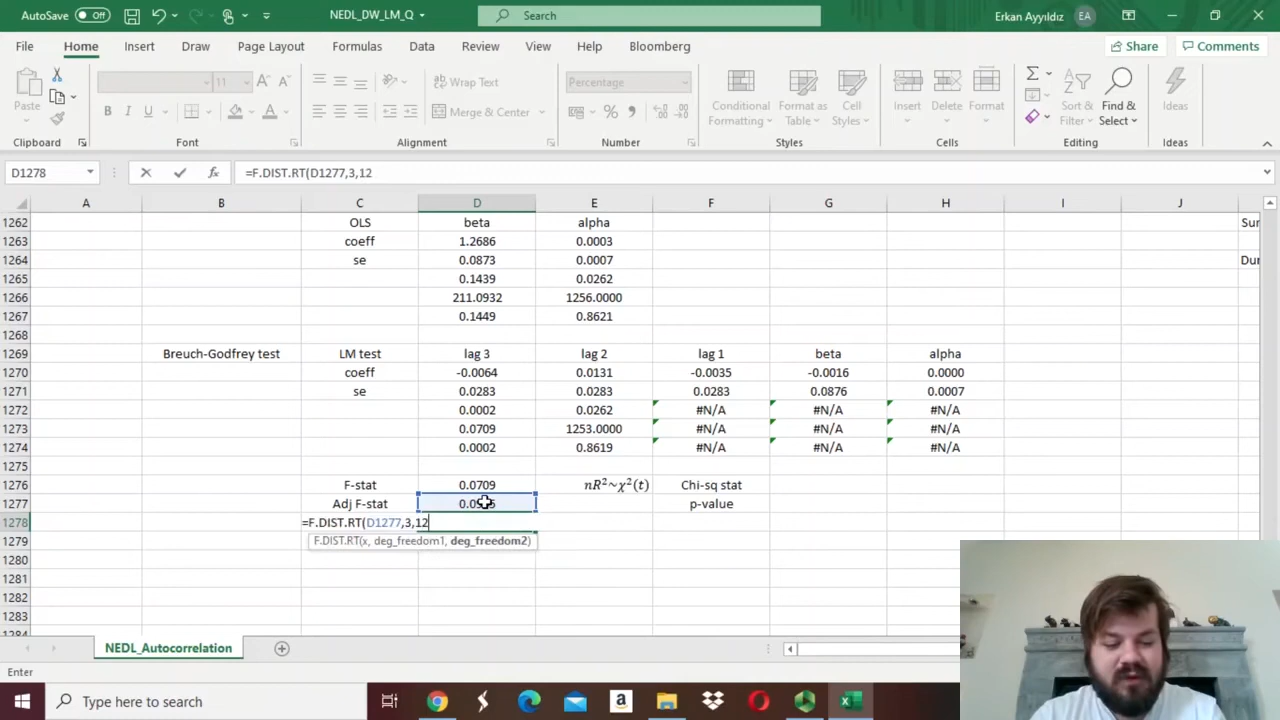 AutoSave Off NEDL_DW_LM_Q Search Erkan Ayyıldız EA
File Home Insert Draw Page Layout Formulas Data Review View Help Bloomberg Share Comments
Paste 11 A A Wrap Text Percentage Conditional Formatting Format as Table Cell Styles Insert Delete Format Sort & Filter Find & Select Ideas
B I U A Merge & Center % ,
Clipboard Font Alignment Number Styles Cells Editing Ideas
D1278 fx =F.DIST.RT(D1277,3,12
A B C D E F G H I J
1262 OLS beta alpha Sur
1263 coeff 1.2686 0.0003
1264 se 0.0873 0.0007 Dur
1265 0.1439 0.0262
1266 211.0932 1256.0000
1267 0.1449 0.8621
1268
1269 Breuch-Godfrey test LM test lag 3 lag 2 lag 1 beta alpha
1270 coeff -0.0064 0.0131 -0.0035 -0.0016 0.0000
1271 se 0.0283 0.0283 0.0283 0.0876 0.0007
1272 0.0002 0.0262 #N/A #N/A #N/A
1273 0.0709 1253.0000 #N/A #N/A #N/A
1274 0.0002 0.8619 #N/A #N/A #N/A
1275
1276 F-stat 0.0709 nR²~χ²(t) Chi-sq stat
1277 Adj F-stat p-value
1278 =F.DIST.RT(D1277,3,12
1279 F.DIST.RT(x, deg_freedom1, deg_freedom2)
1280
1281
1282
1283
1284
NEDL_Autocorrelation
Enter
Type here to search